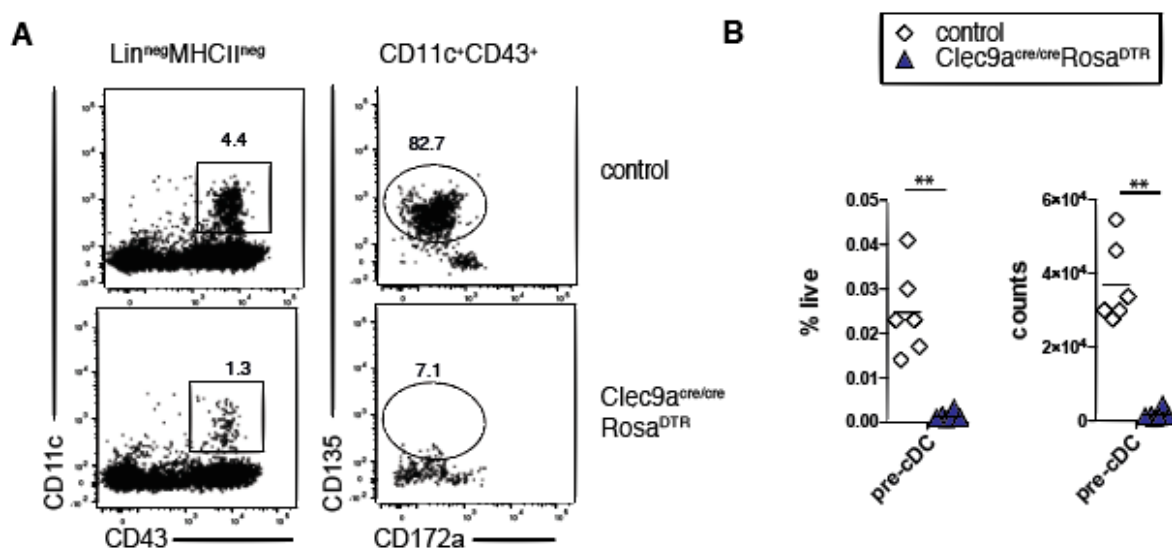 A
B
control
Clec9aᶜʳᵉ/ᶜʳᵉRosaᴰᵀᴿ
LinⁿᵉᵍMHCIIⁿᵉᵍ
CD11c⁺CD43⁺
4.4
82.7
control
1.3
7.1
Clec9aᶜʳᵉ/ᶜʳᵉ
Rosaᴰᵀᴿ
CD11c
CD135
CD43
CD172a
**
**
0.05
0.04
0.03
0.02
0.01
0.00
% live
pre-cDC
6×10⁴
4×10⁴
2×10⁴
0
counts
pre-cDC